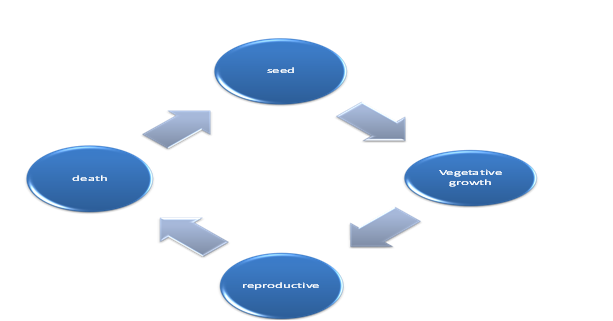 seed
Vegetative
growth
reproductive
death